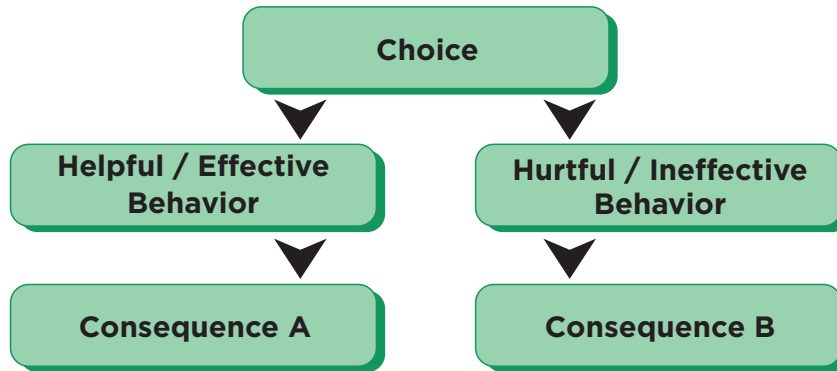 Choice
Helpful / Effective
Behavior
Hurtful / Ineffective
Behavior
Consequence A
Consequence B